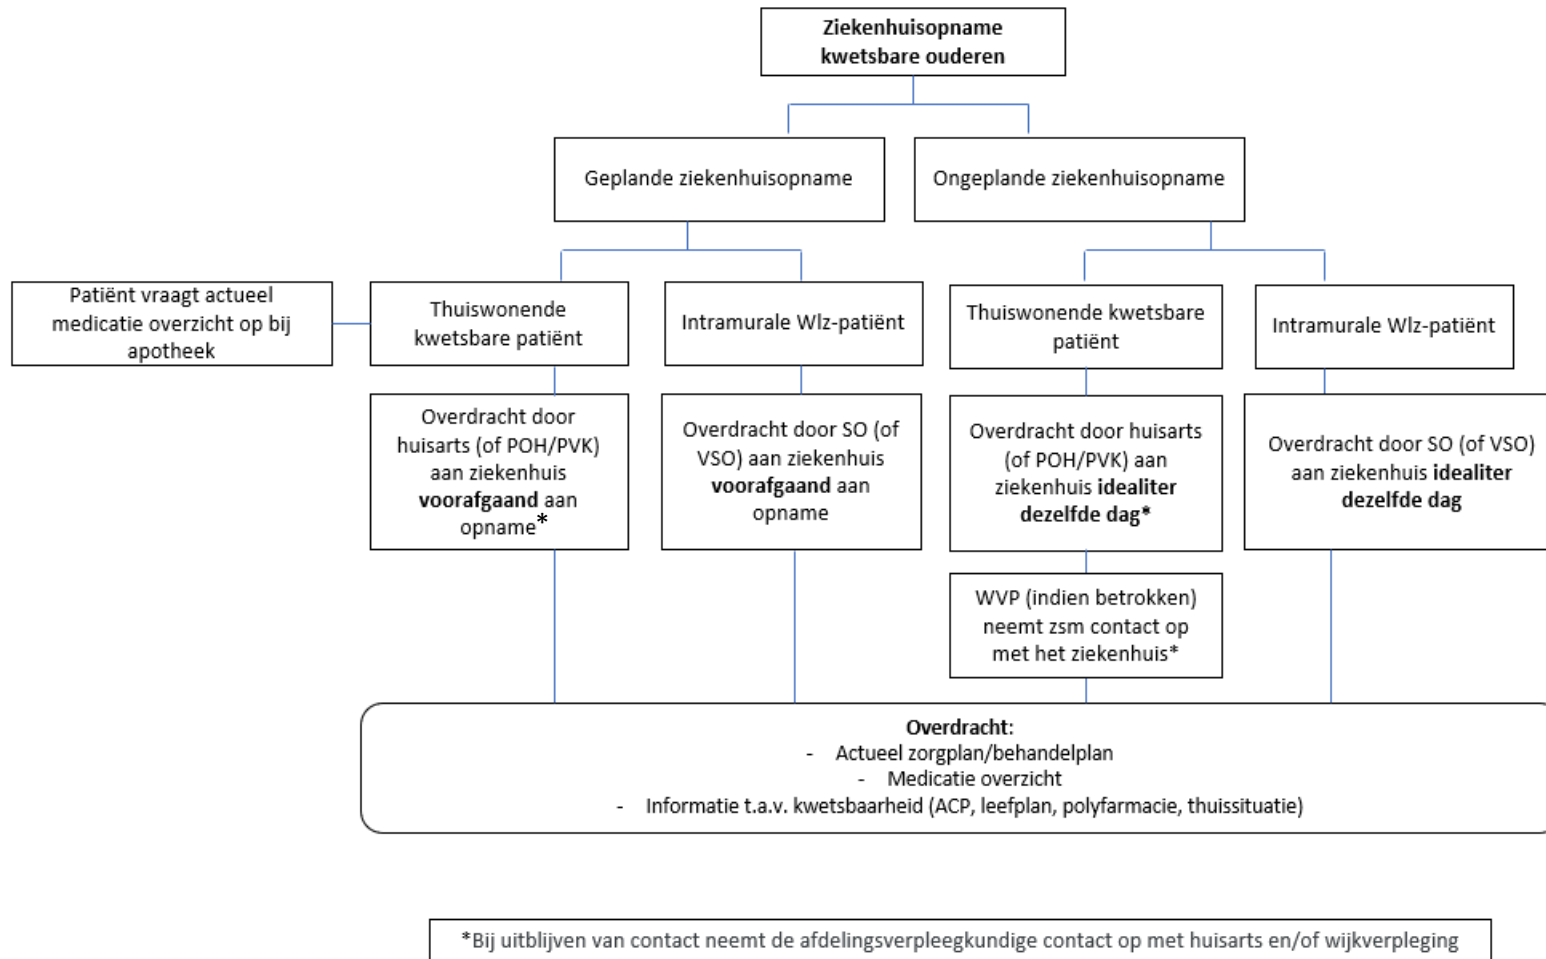 Ziekenhuisopname
kwetsbare ouderen
Geplande ziekenhuisopname
Ongeplande ziekenhuisopname
Patiënt vraagt actueel
medicatie overzicht op bij
apotheek
Thuiswonende
kwetsbare patiënt
Intramurale Wlz-patiënt
Thuiswonende kwetsbare
patiënt
Intramurale Wlz-patiënt
Overdracht door
huisarts (of POH/PVK)
aan ziekenhuis
voorafgaand aan
opname*
Overdracht door SO (of
VSO) aan ziekenhuis
voorafgaand aan
opname
Overdracht door huisarts
(of POH/PVK) aan
ziekenhuis idealiter
dezelfde dag*
Overdracht door SO (of VSO)
aan ziekenhuis idealiter
dezelfde dag
WVP (indien betrokken)
neemt zsm contact op
met het ziekenhuis*
Overdracht:
- Actueel zorgplan/behandelplan
- Medicatie overzicht
- Informatie t.a.v. kwetsbaarheid (ACP, leefplan, polyfarmacie, thuissituatie)
*Bij uitblijven van contact neemt de afdelingsverpleegkundige contact op met huisarts en/of wijkverpleging